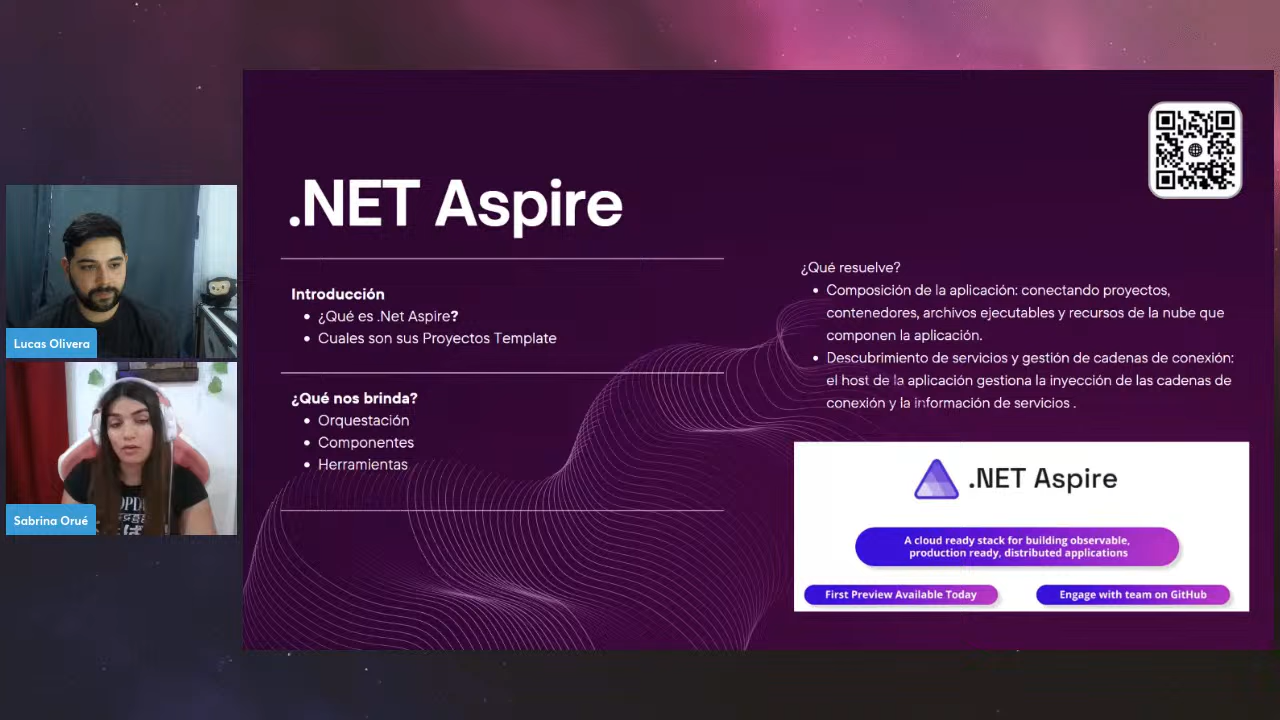 .NET Aspire
Introducción
• ¿Qué es .Net Aspire?
• Cuales son sus Proyectos Template
¿Qué nos brinda?
• Orquestación
• Componentes
• Herramientas
¿Qué resuelve?
• Composición de la aplicación: conectando proyectos,
contenedores, archivos ejecutables y recursos de la nube que
componen la aplicación.
• Descubrimiento de servicios y gestión de cadenas de conexión:
el host de la aplicación gestiona la inyección de las cadenas de
conexión y la información de servicios .
.NET Aspire
A cloud ready stack for building observable,
production ready, distributed applications
First Preview Available Today
Engage with team on GitHub
Lucas Olivera
Sabrina Orué